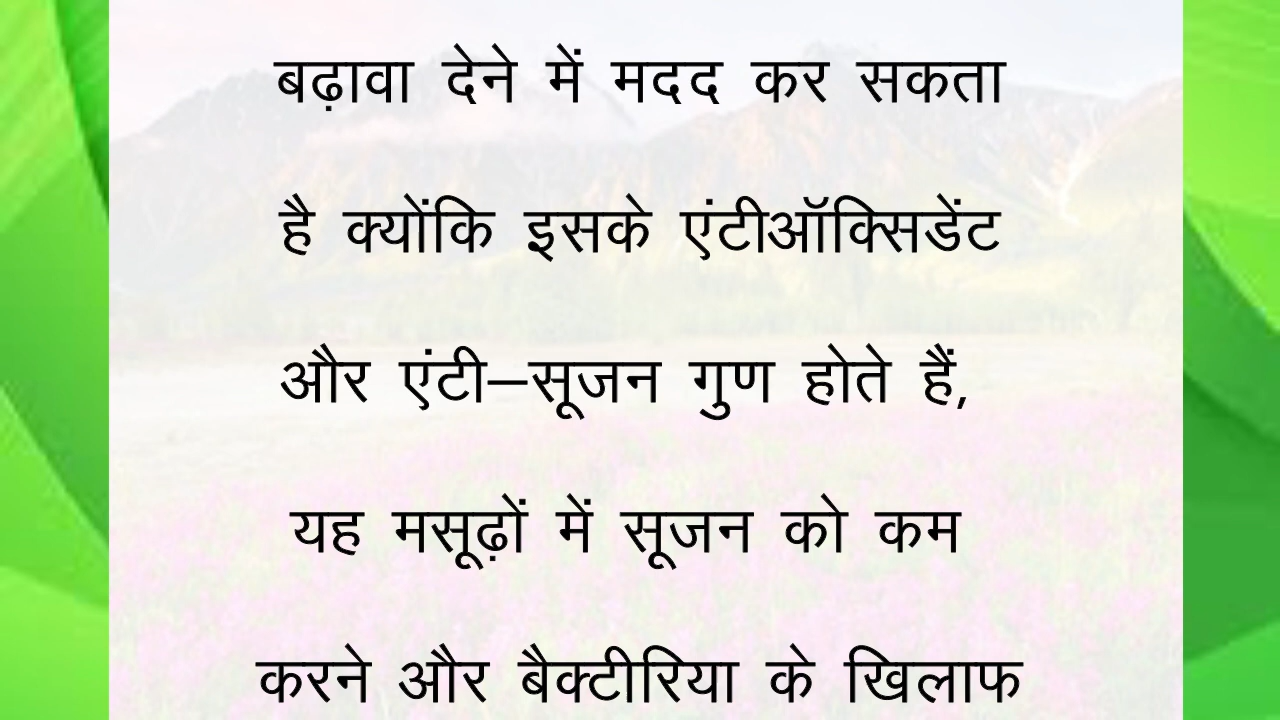 बढ़ावा देने में मदद कर सकता
है क्योंकि इसके एंटीऑक्सिडेंट
और एंटी–सूजन गुण होते हैं,
यह मसूढ़ों में सूजन को कम
करने और बैक्टीरिया के खिलाफ